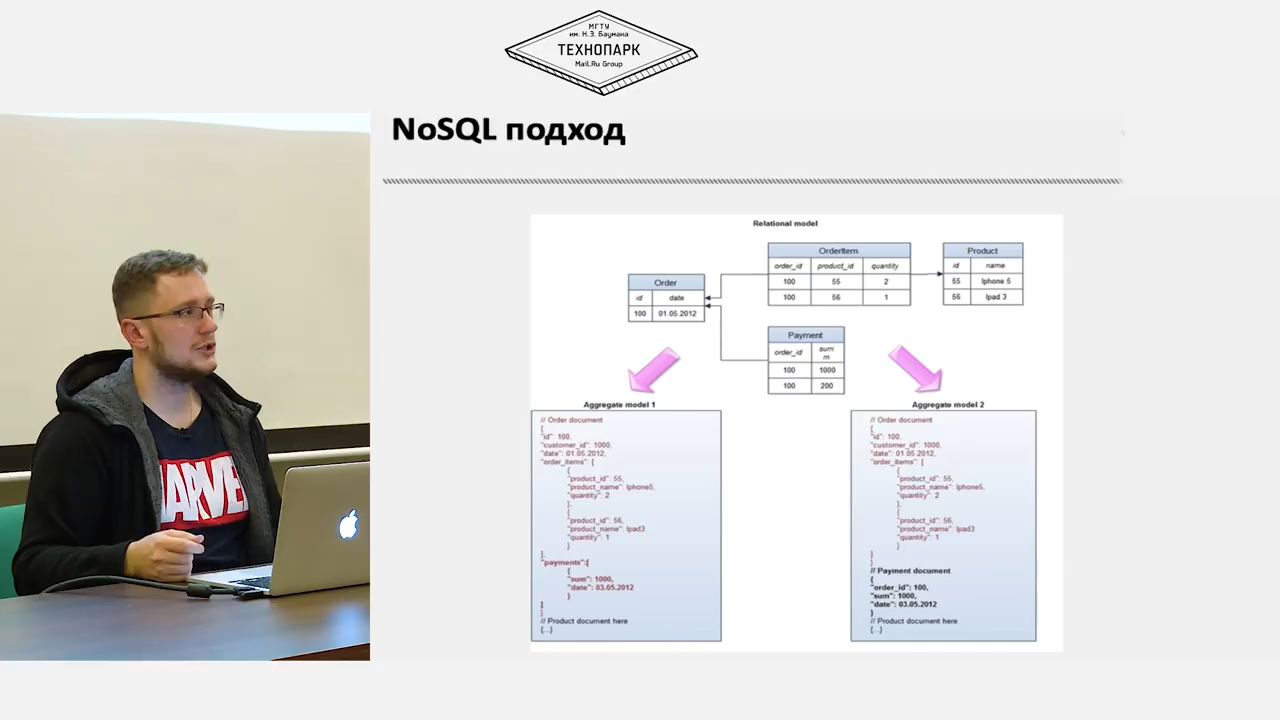 МГТУ
им. Н.Э. Баумана
ТЕХНОПАРК
Mail.Ru Group
NoSQL подход
MARVEL
Relational model
Order
id date
100 01.05.2012
OrderItem
order_id product_id quantity
100 55 2
100 56 1
Product
id name
55 Iphone 5
56 Ipad 3
Payment
order_id sum
m
100 1000
100 200
Aggregate model 1
// Order document
{
"id": 100,
"customer_id": 1000,
"date": 01.05.2012,
"order_items": [
{
"product_id": 55,
"product_name": Iphone5,
"quantity": 2
},
{
"product_id": 56,
"product_name": Ipad3
"quantity": 1
}
],
"payments":[
{
"sum": 1000,
"date": 03.05.2012
}
]
}
// Product document here
{...}
Aggregate model 2
// Order document
{
"id": 100,
"customer_id": 1000,
"date": 01.05.2012,
"order_items": [
{
"product_id": 55,
"product_name": Iphone5,
"quantity": 2
},
{
"product_id": 56,
"product_name": Ipad3
"quantity": 1
}
]
}
// Payment document
{
"order_id": 100,
"sum": 1000,
"date": 03.05.2012
}
// Product document here
{...}